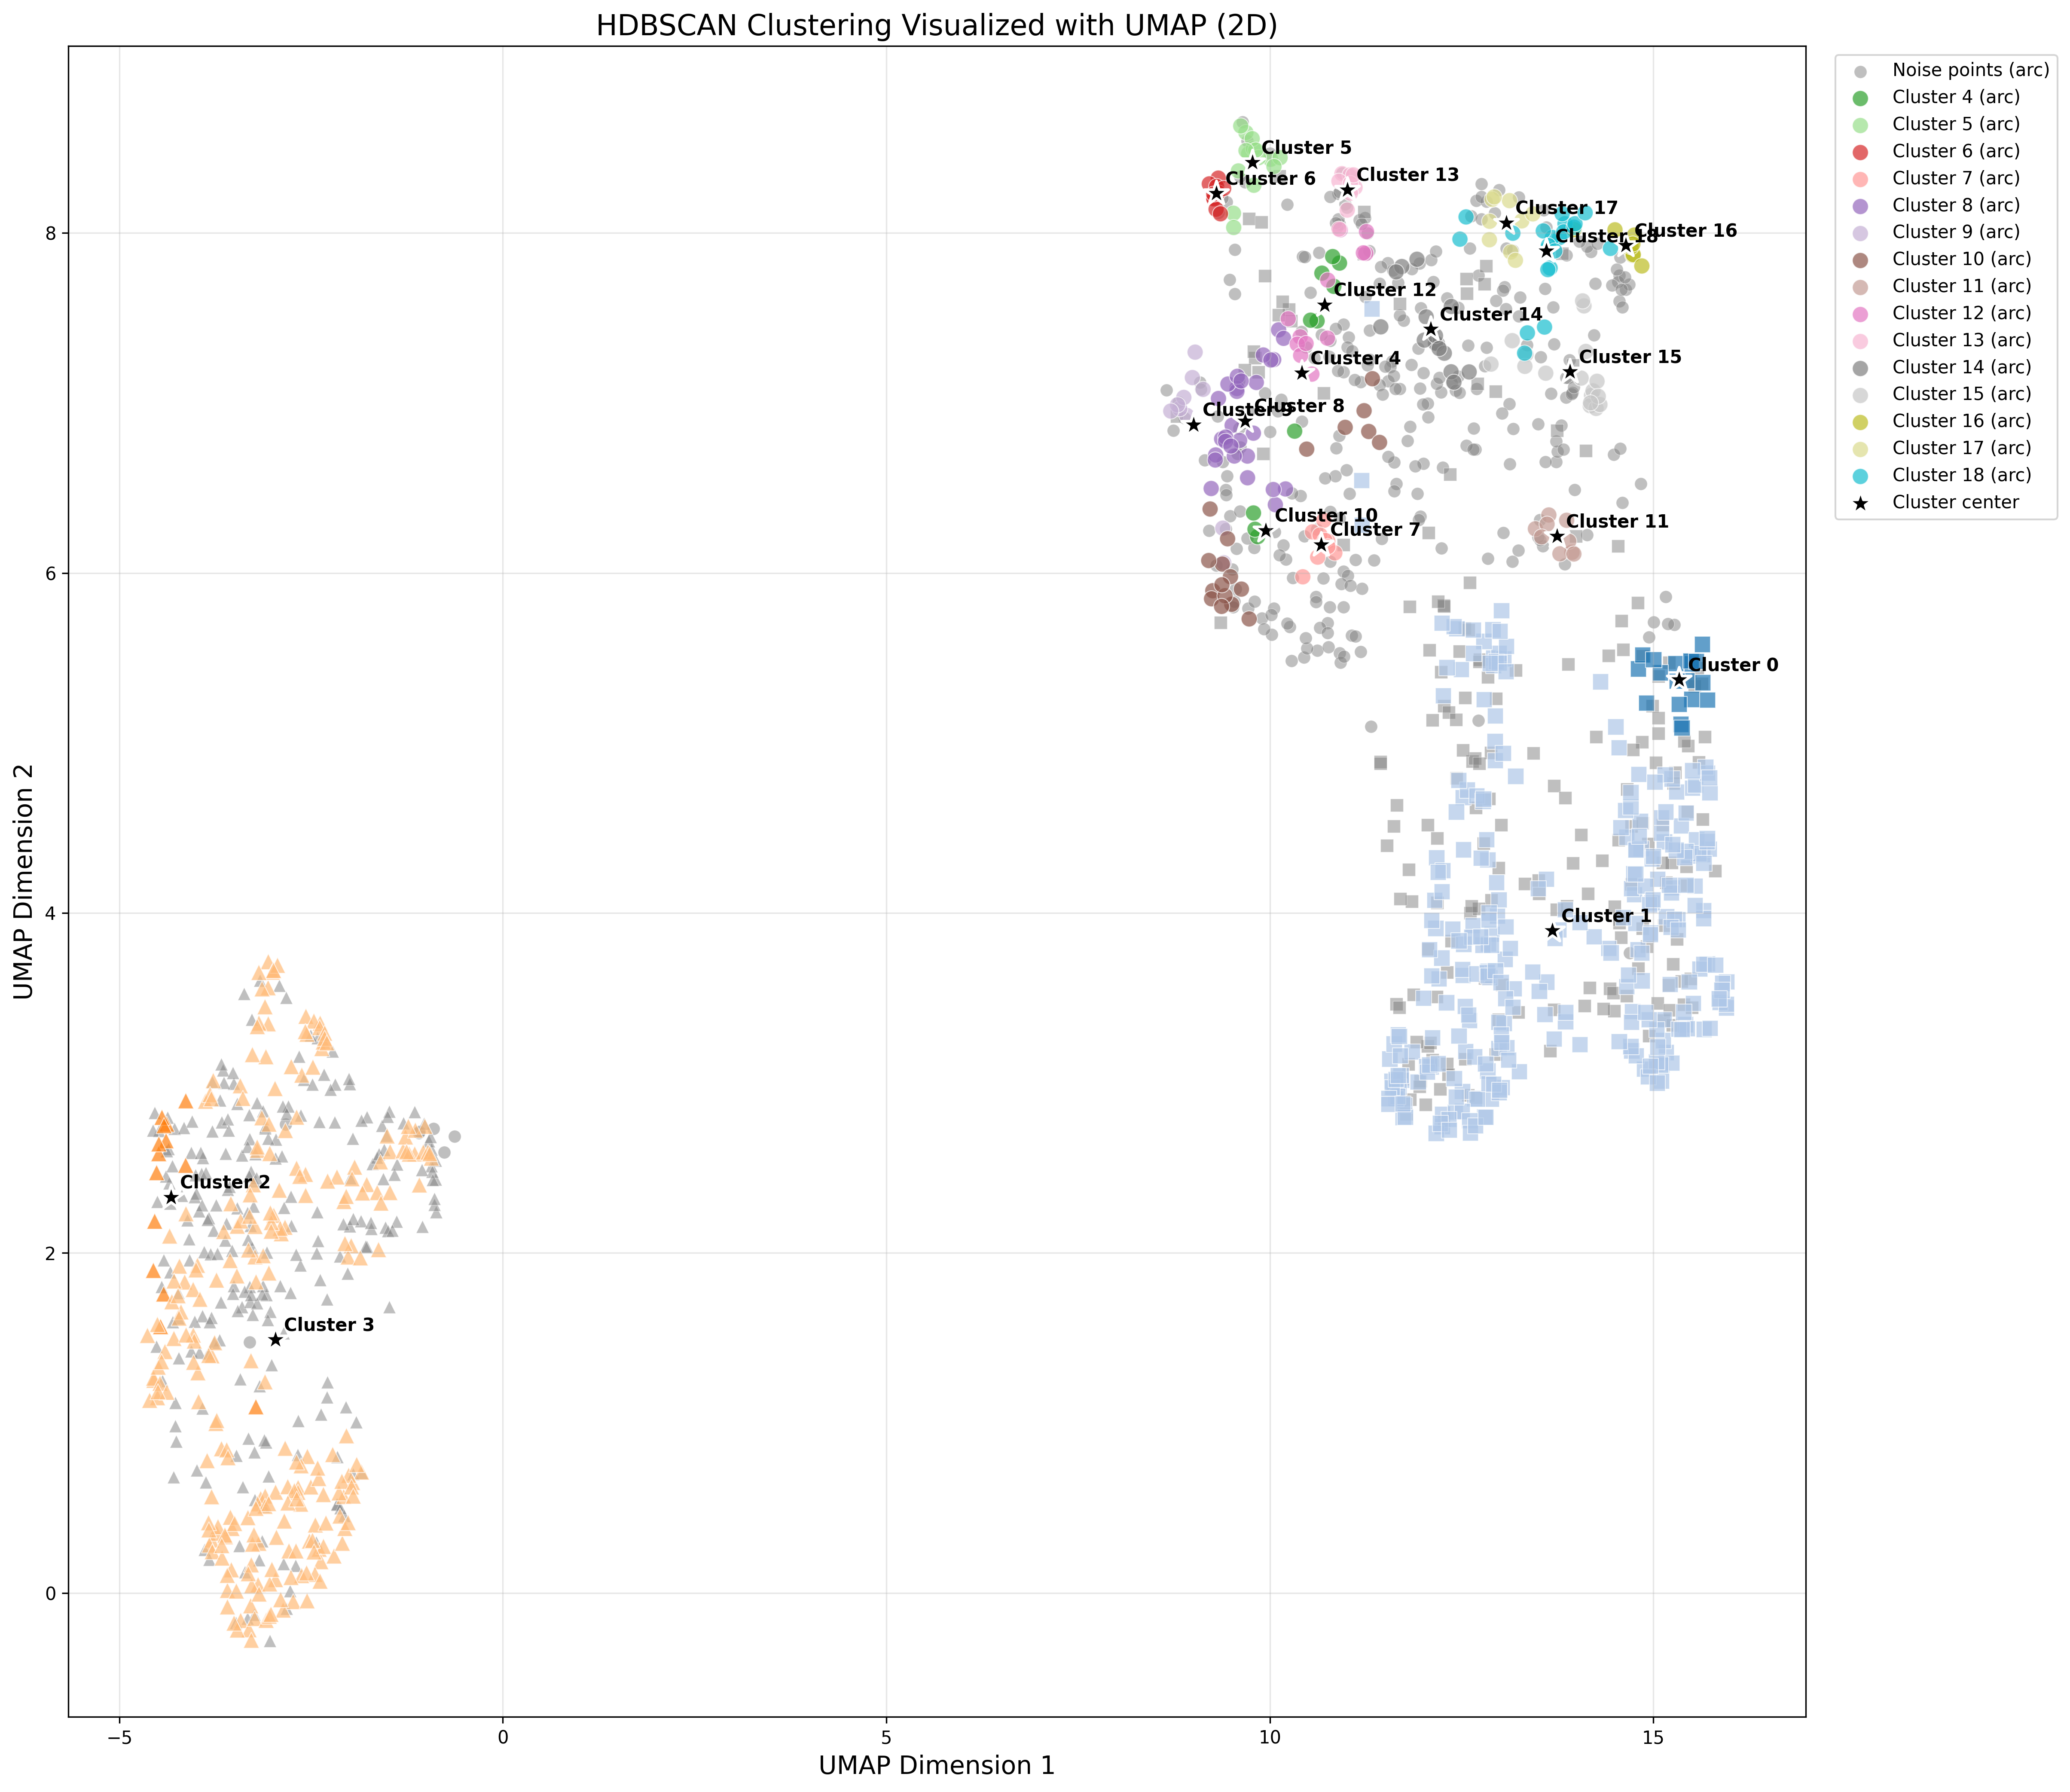 HDBSCAN Clustering Visualized with UMAP (2D)
Noise points (arc)
Cluster 4 (arc)
Cluster 5 (arc)
Cluster 6 (arc)
Cluster 7 (arc)
Cluster 8 (arc)
Cluster 9 (arc)
Cluster 10 (arc)
Cluster 11 (arc)
Cluster 12 (arc)
Cluster 13 (arc)
Cluster 14 (arc)
Cluster 15 (arc)
Cluster 16 (arc)
Cluster 17 (arc)
Cluster 18 (arc)
Cluster center
Cluster 5
Cluster 13
Cluster 6
Cluster 17
Cluster 16
Cluster 18
Cluster 12
Cluster 14
Cluster 15
Cluster 4
Cluster 9
Cluster 8
Cluster 10
Cluster 11
Cluster 7
Cluster 0
Cluster 1
Cluster 2
Cluster 3
8
6
4
2
0
UMAP Dimension 2
−5
0
5
10
15
UMAP Dimension 1